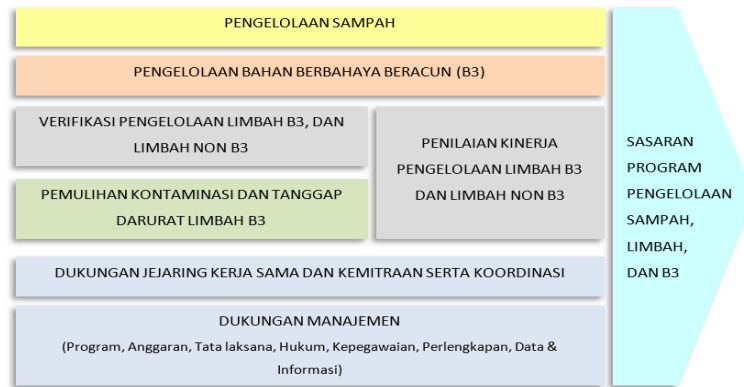 PENGELOLAAN SAMPAH
PENGELOLAAN BAHAN BERBAHAYA BERACUN (B3)
VERIFIKASI PENGELOLAAN LIMBAH B3, DAN
LIMBAH NON B3
PEMULIHAN KONTAMINASI DAN TANGGAP
DARURAT LIMBAH B3
PENILAIAN KINERJA
PENGELOLAAN LIMBAH B3
DAN LIMBAH NON B3
DUKUNGAN JEJARING KERJA SAMA DAN KEMITRAAN SERTA KOORDINASI
DUKUNGAN MANAJEMEN
(Program, Anggaran, Tata laksana, Hukum, Kepegawaian, Perlengkapan, Data &
Informasi)
SASARAN
PROGRAM
PENGELOLAAN
SAMPAH,
LIMBAH,
DAN B3